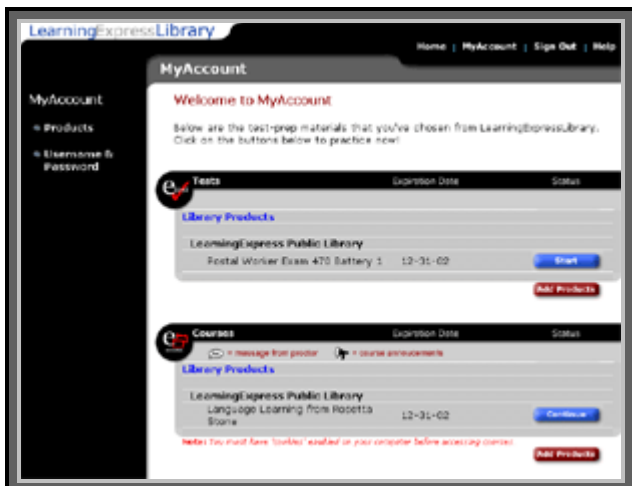 LearningExpressLibrary
Home | MyAccount | Sign Out | Help
MyAccount
MyAccount
Products
Username &
Password
Welcome to MyAccount
Below are the test-prep materials that you've chosen from LearningExpressLibrary.
Click on the buttons below to practice now!
Tests Expiration Date Status
Library Products
LearningExpress Public Library
Postal Worker Exam 470 Battery 1 12-31-02 Start
Add Products
Courses Expiration Date Status
= message from proctor = course announcements
Library Products
LearningExpress Public Library
Language Learning from Rosetta
Stone 12-31-02 Continue
Note: You must have 'cookies' enabled on your computer before accessing courses
Add Products